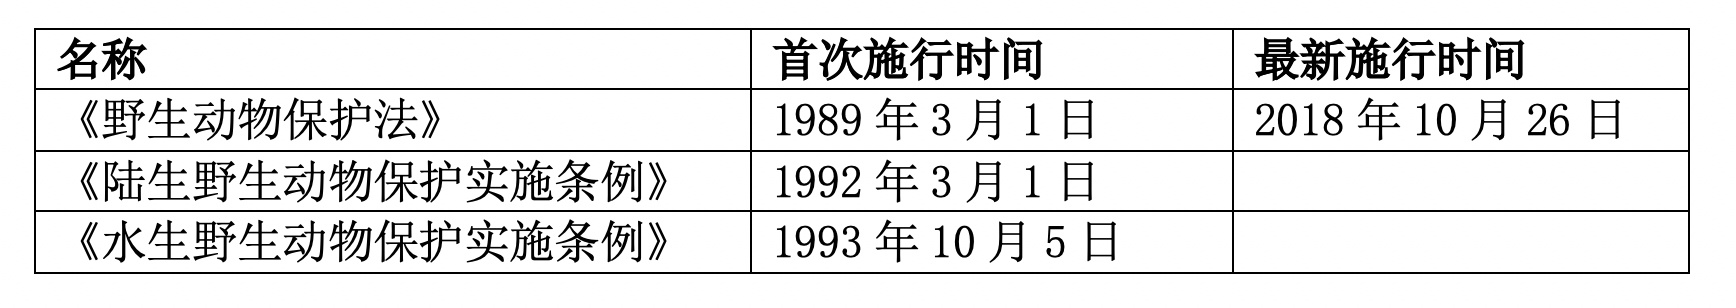 名称 首次施行时间 最新施行时间
《野生动物保护法》 1989 年 3 月 1 日 2018 年 10 月 26 日
《陆生野生动物保护实施条例》 1992 年 3 月 1 日
《水生野生动物保护实施条例》 1993 年 10 月 5 日